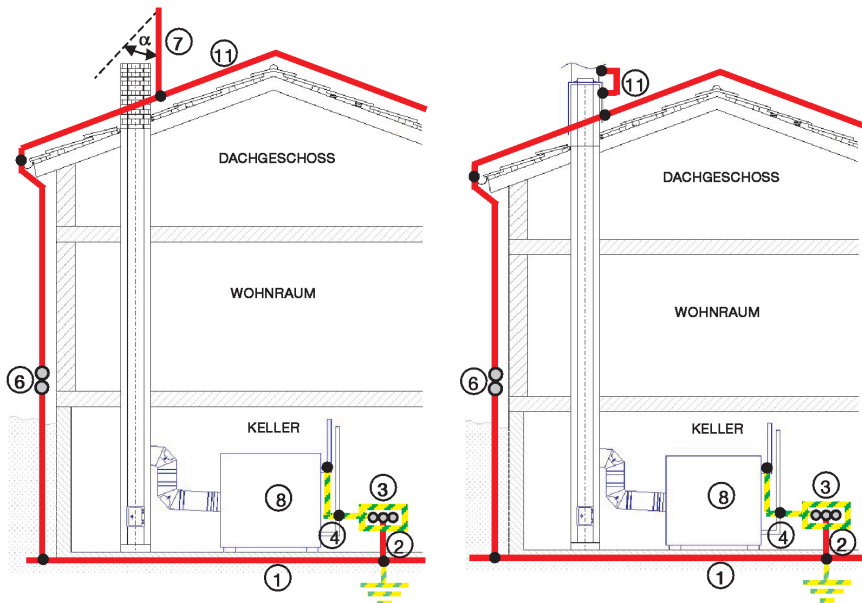 α
7
11
DACHGESCHOSS
WOHNRAUM
6
KELLER
8
3
4
2
1
11
DACHGESCHOSS
WOHNRAUM
6
KELLER
8
3
4
2
1